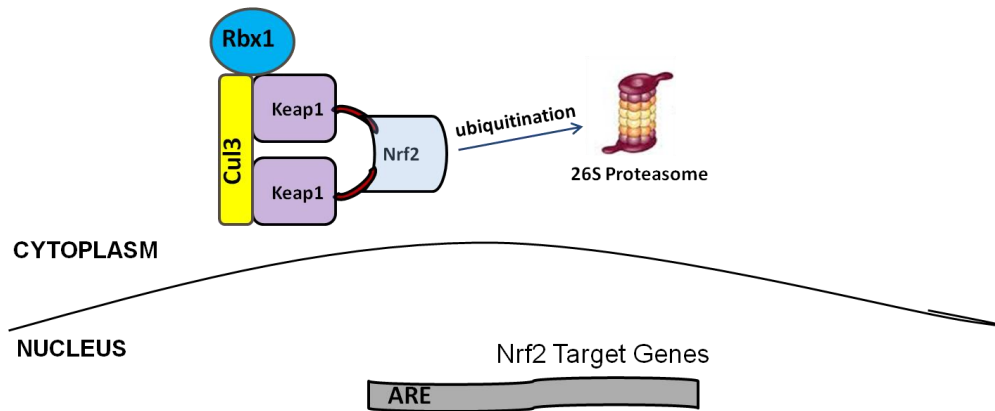 Rbx1
Keap1
Cul3
Nrf2
ubiquitination
Keap1
26S Proteasome
CYTOPLASM
NUCLEUS
Nrf2 Target Genes
ARE